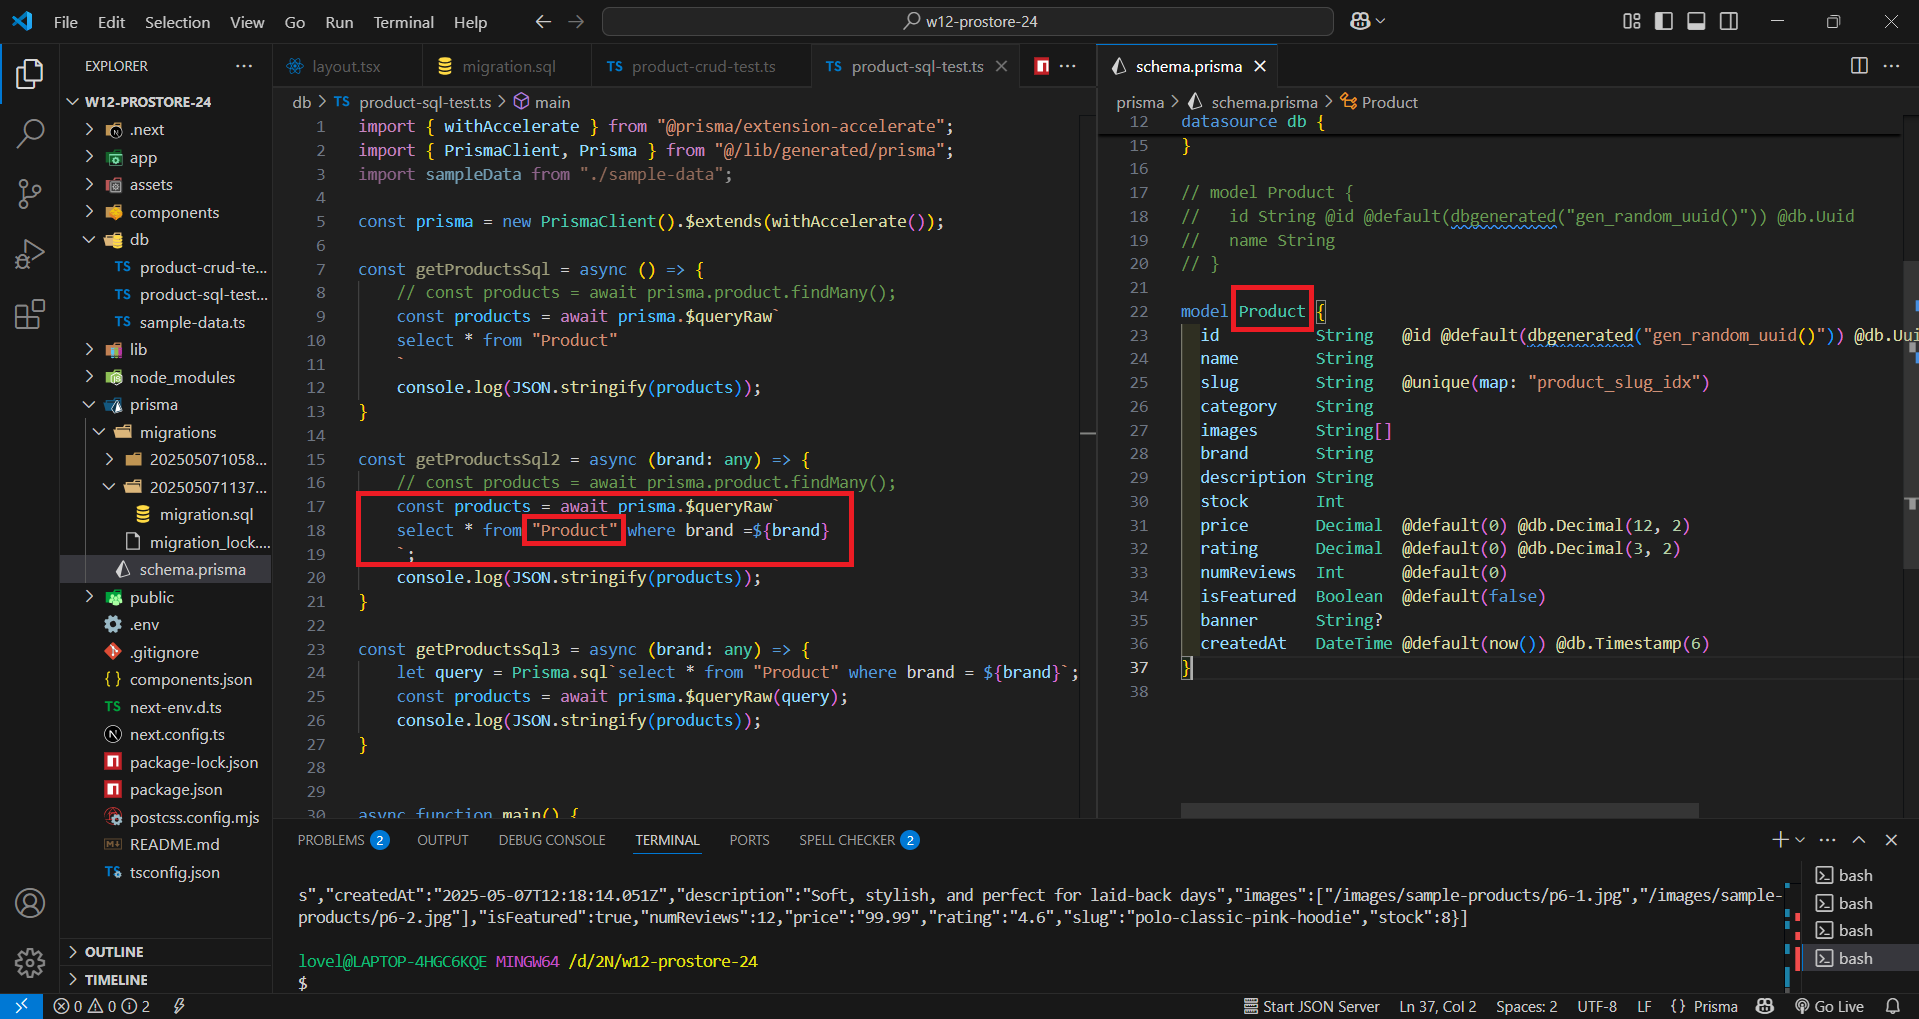 File Edit Selection View Go Run Terminal Help
w12-prostore-24
EXPLORER
W12-PROSTORE-24
.next
app
assets
components
db
product-crud-te...
product-sql-test...
sample-data.ts
lib
node_modules
prisma
migrations
202505071058...
202505071137...
migration.sql
migration_lock....
schema.prisma
public
.env
.gitignore
components.json
next-env.d.ts
next.config.ts
package-lock.json
package.json
postcss.config.mjs
README.md
tsconfig.json
OUTLINE
TIMELINE
layout.tsx migration.sql product-crud-test.ts product-sql-test.ts
db > TS product-sql-test.ts > main
1 import { withAccelerate } from "@prisma/extension-accelerate";
2 import { PrismaClient, Prisma } from "@/lib/generated/prisma";
3 import sampleData from "./sample-data";
4
5 const prisma = new PrismaClient().$extends(withAccelerate());
6
7 const getProductsSql = async () => {
8 // const products = await prisma.product.findMany();
9 const products = await prisma.$queryRaw`
10 select * from "Product"
11 `
12 console.log(JSON.stringify(products));
13 }
14
15 const getProductsSql2 = async (brand: any) => {
16 // const products = await prisma.product.findMany();
17 const products = await prisma.$queryRaw`
18 select * from "Product" where brand =${brand}
19 `;
20 console.log(JSON.stringify(products));
21 }
22
23 const getProductsSql3 = async (brand: any) => {
24 let query = Prisma.sql`select * from "Product" where brand = ${brand}`;
25 const products = await prisma.$queryRaw(query);
26 console.log(JSON.stringify(products));
27 }
28
29
30 async function main() {
schema.prisma
prisma > schema.prisma > Product
12 datasource db {
15 }
16
17 // model Product {
18 // id String @id @default(dbgenerated("gen_random_uuid()")) @db.Uuid
19 // name String
20 // }
21
22 model Product {
23 id String @id @default(dbgenerated("gen_random_uuid()")) @db.Uui
24 name String
25 slug String @unique(map: "product_slug_idx")
26 category String
27 images String[]
28 brand String
29 description String
30 stock Int
31 price Decimal @default(0) @db.Decimal(12, 2)
32 rating Decimal @default(0) @db.Decimal(3, 2)
33 numReviews Int @default(0)
34 isFeatured Boolean @default(false)
35 banner String?
36 createdAt DateTime @default(now()) @db.Timestamp(6)
37 }
38
PROBLEMS 2 OUTPUT DEBUG CONSOLE TERMINAL PORTS SPELL CHECKER 2
s","createdAt":"2025-05-07T12:18:14.051Z","description":"Soft, stylish, and perfect for laid-back days","images":["/images/sample-products/p6-1.jpg","/images/sample-
products/p6-2.jpg"],"isFeatured":true,"numReviews":12,"price":"99.99","rating":"4.6","slug":"polo-classic-pink-hoodie","stock":8}]
lovel@LAPTOP-4HGC6KQE MINGW64 /d/2N/w12-prostore-24
$
bash
bash
bash
bash
0 0 2 Start JSON Server Ln 37, Col 2 Spaces: 2 UTF-8 LF {} Prisma Go Live